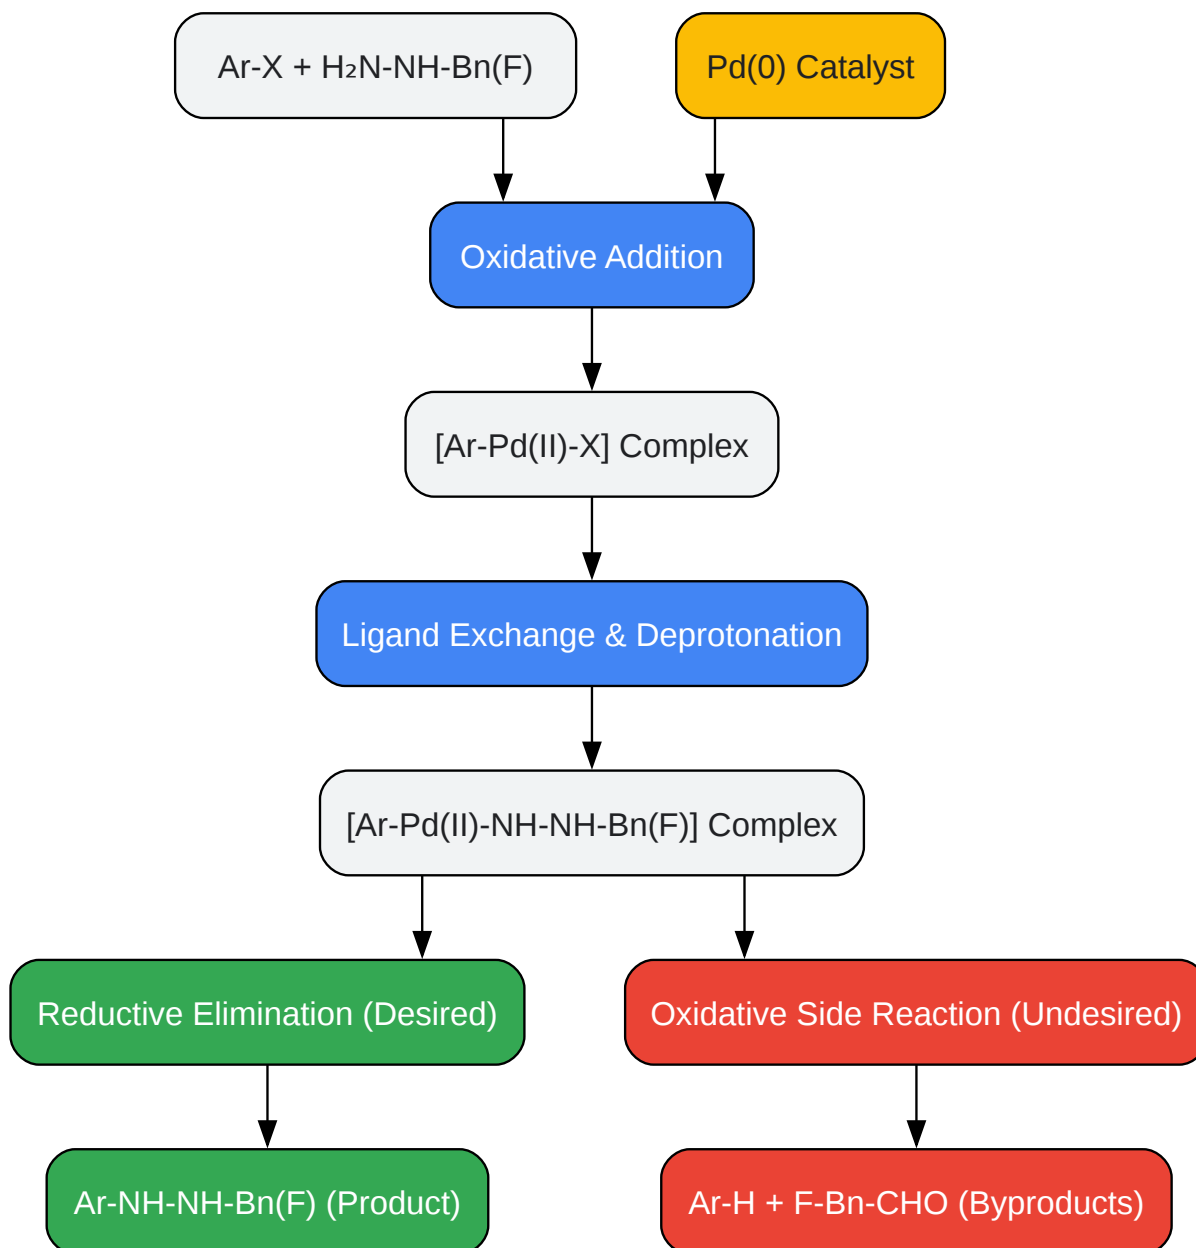 Ar-X + H₂N-NH-Bn(F)
Pd(0) Catalyst
Oxidative Addition
[Ar-Pd(II)-X] Complex
Ligand Exchange & Deprotonation
[Ar-Pd(II)-NH-NH-Bn(F)] Complex
Reductive Elimination (Desired)
Oxidative Side Reaction (Undesired)
Ar-NH-NH-Bn(F) (Product)
Ar-H + F-Bn-CHO (Byproducts)